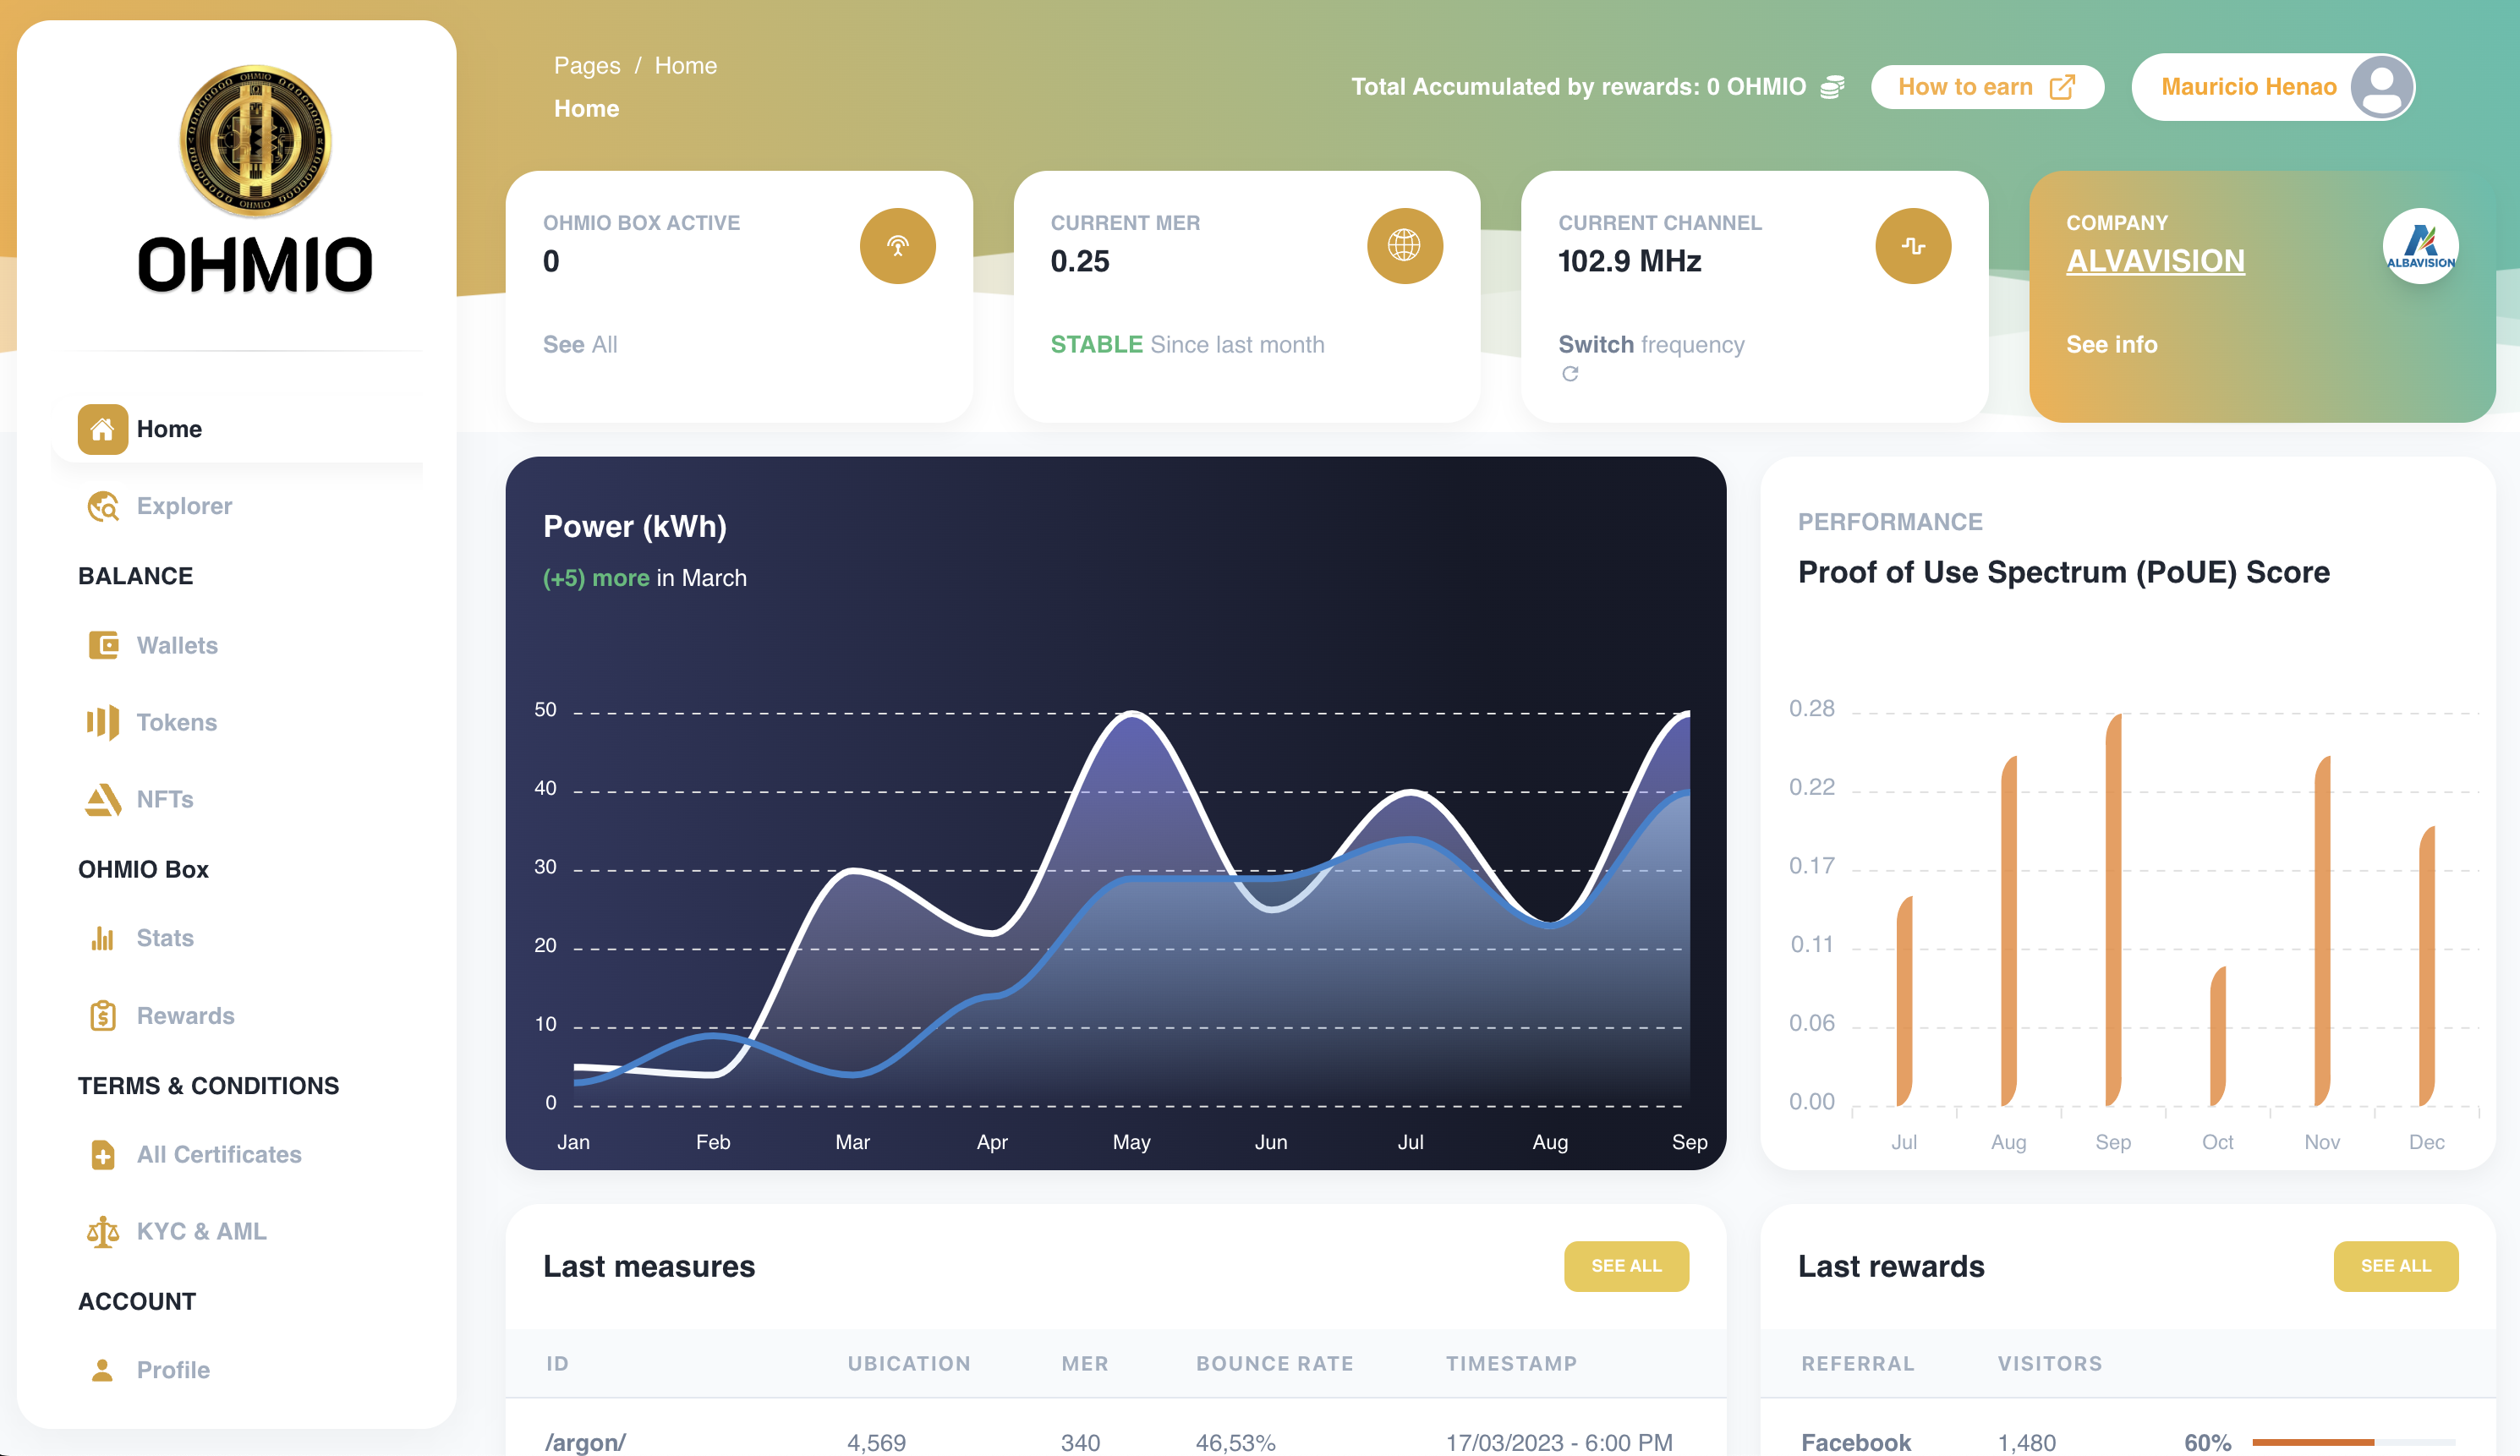 OHMIO
OHMIO
OHMIO
Home
Explorer
BALANCE
Wallets
Tokens
NFTs
OHMIO Box
Stats
Rewards
TERMS & CONDITIONS
All Certificates
KYC & AML
ACCOUNT
Profile
Pages / Home
Home
Total Accumulated by rewards: 0 OHMIO
How to earn
Mauricio Henao
OHMIO BOX ACTIVE
0
See All
CURRENT MER
0.25
STABLE Since last month
CURRENT CHANNEL
102.9 MHz
Switch frequency
COMPANY
ALVAVISION
ALBAVISION
See info
Power (kWh)
(+5) more in March
50
40
30
20
10
0
Jan Feb Mar Apr May Jun Jul Aug Sep
PERFORMANCE
Proof of Use Spectrum (PoUE) Score
0.28
0.22
0.17
0.11
0.06
0.00
Jul Aug Sep Oct Nov Dec
Last measures
SEE ALL
ID UBICATION MER BOUNCE RATE TIMESTAMP
/argon/ 4,569 340 46,53% 17/03/2023 - 6:00 PM
Last rewards
SEE ALL
REFERRAL VISITORS
Facebook 1,480 60%